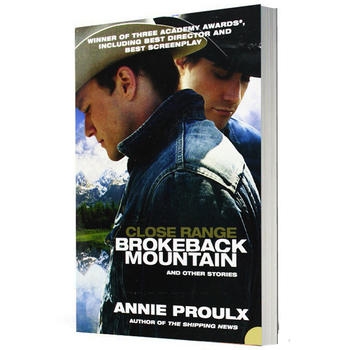 WINNER OF THREE ACADEMY AWARDS®,
INCLUDING BEST DIRECTOR AND
BEST SCREENPLAY
CLOSE RANGE
BROKEBACK
MOUNTAIN
AND OTHER STORIES
ANNIE PROULX
AUTHOR OF THE SHIPPING NEWS